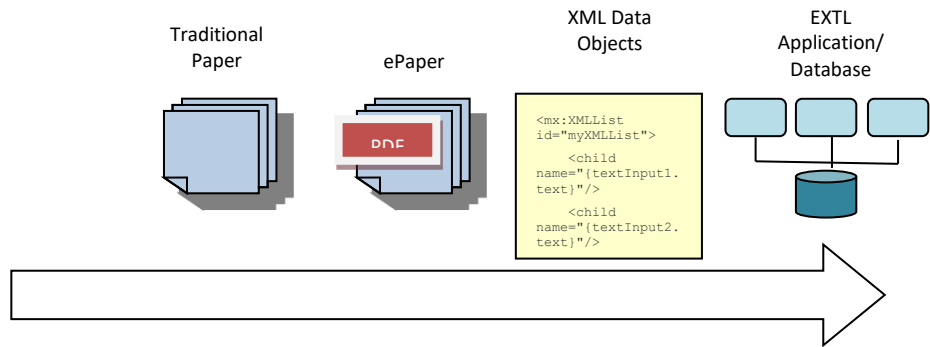 Traditional
Paper
ePaper
XML Data
Objects
EXTL
Application/
Database
PDF
<mx:XMLList
id="myXMLList">
<child
name="{textInput1.
text}"/>
<child
name="{textInput2.
text}"/>